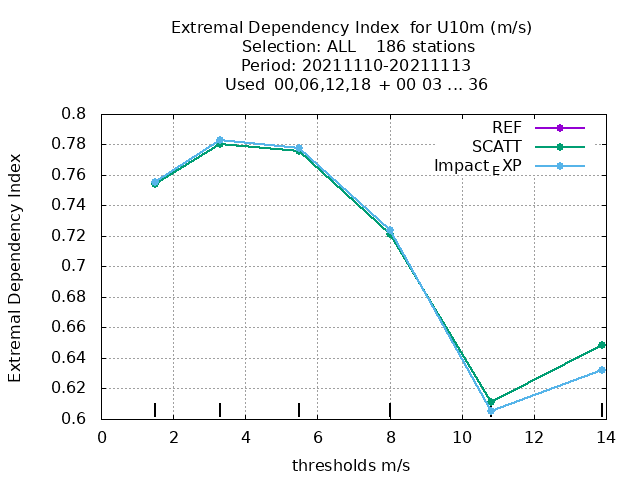 Extremal Dependency Index  for U10m (m/s)
Selection: ALL    186 stations
Period: 20211110-20211113
Used  00,06,12,18  + 00 03 ... 36
Extremal Dependency Index
0.8
0.78
0.76
0.74
0.72
0.7
0.68
0.66
0.64
0.62
0.6
REF
SCATT
Impact_EXP
0 2 4 6 8 10 12 14
thresholds m/s